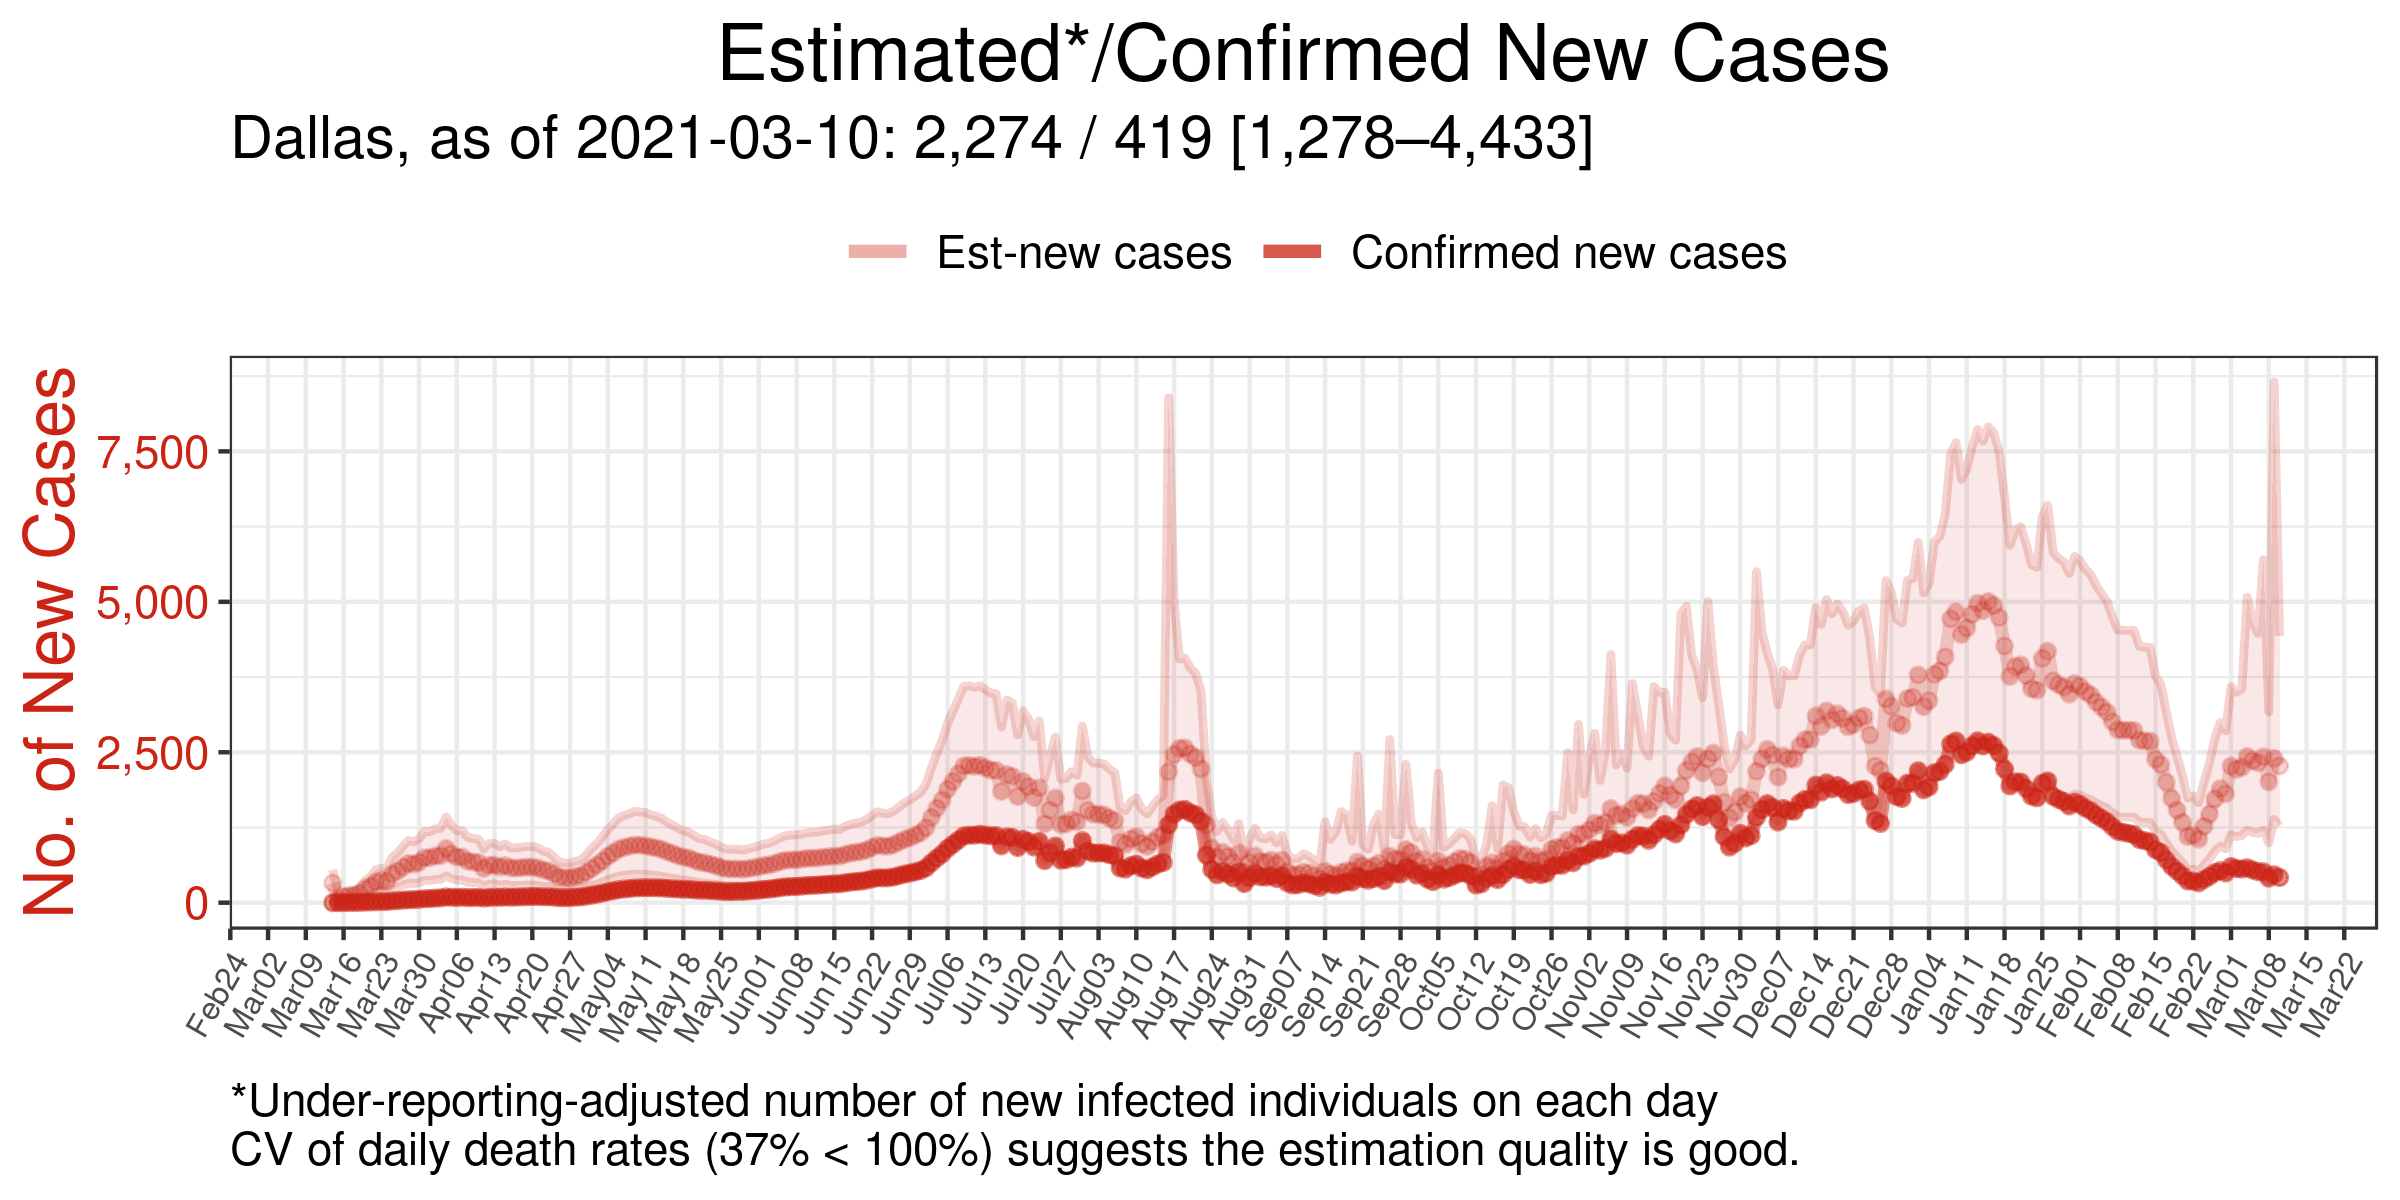 Estimated*/Confirmed New Cases
Dallas, as of 2021-03-10: 2,274 / 419 [1,278–4,433]
Est-new cases Confirmed new cases
No. of New Cases
7,500
5,000
2,500
0
Feb24 Mar02 Mar09 Mar16 Mar23 Mar30 Apr06 Apr13 Apr20 Apr27 May04 May11 May18 May25 Jun01 Jun08 Jun15 Jun22 Jun29 Jul06 Jul13 Jul20 Jul27 Aug03 Aug10 Aug17 Aug24 Aug31 Sep07 Sep14 Sep21 Sep28 Oct05 Oct12 Oct19 Oct26 Nov02 Nov09 Nov16 Nov23 Nov30 Dec07 Dec14 Dec21 Dec28 Jan04 Jan11 Jan18 Jan25 Feb01 Feb08 Feb15 Feb22 Mar01 Mar08 Mar15 Mar22
*Under-reporting-adjusted number of new infected individuals on each day
CV of daily death rates (37% < 100%) suggests the estimation quality is good.